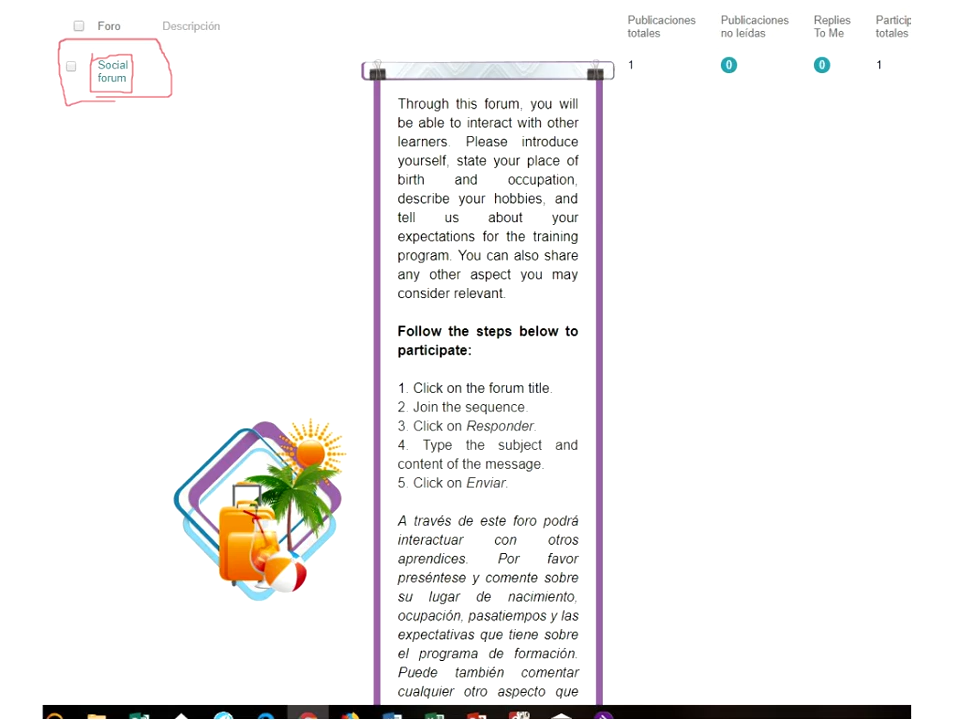 Foro Descripción Publicaciones totales Publicaciones no leídas Replies To Me totales
Social forum 1 0 0 1
Through this forum, you will
be able to interact with other
learners. Please introduce
yourself, state your place of
birth and occupation,
describe your hobbies, and
tell us about your
expectations for the training
program. You can also share
any other aspect you may
consider relevant.
Follow the steps below to
participate:
1. Click on the forum title.
2. Join the sequence.
3. Click on Responder.
4. Type the subject and
content of the message.
5. Click on Enviar.
A través de este foro podrá
interactuar con otros
aprendices. Por favor
preséntese y comente sobre
su lugar de nacimiento,
ocupación, pasatiempos y las
expectativas que tiene sobre
el programa de formación.
Puede también comentar
cualquier otro aspecto que